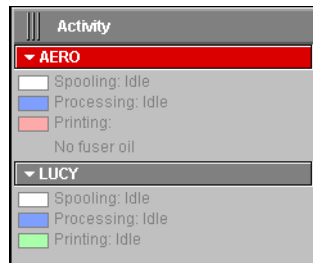 Activity
AERO
Spooling: Idle
Processing: Idle
Printing:
No fuser oil
LUCY
Spooling: Idle
Processing: Idle
Printing: Idle